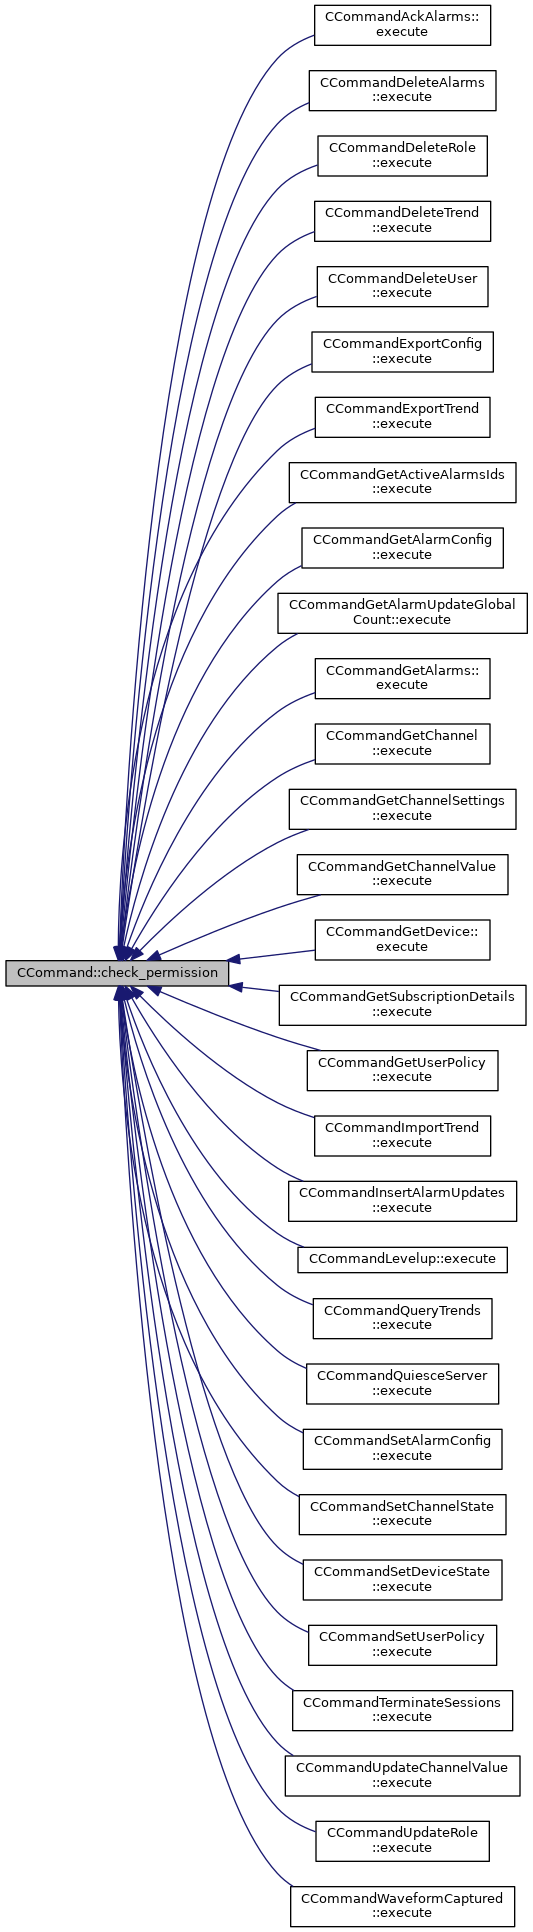 CCommandAckAlarms::
execute
CCommandDeleteAlarms
::execute
CCommandDeleteRole
::execute
CCommandDeleteTrend
::execute
CCommandDeleteUser
::execute
CCommandExportConfig
::execute
CCommandExportTrend
::execute
CCommandGetActiveAlarmsIds
::execute
CCommandGetAlarmConfig
::execute
CCommandGetAlarmUpdateGlobal
Count::execute
CCommandGetAlarms::
execute
CCommandGetChannel
::execute
CCommandGetChannelSettings
::execute
CCommandGetChannelValue
::execute
CCommandGetDevice::
execute
CCommand::check_permission
CCommandGetSubscriptionDetails
::execute
CCommandGetUserPolicy
::execute
CCommandImportTrend
::execute
CCommandInsertAlarmUpdates
::execute
CCommandLevelup::execute
CCommandQueryTrends
::execute
CCommandQuiesceServer
::execute
CCommandSetAlarmConfig
::execute
CCommandSetChannelState
::execute
CCommandSetDeviceState
::execute
CCommandSetUserPolicy
::execute
CCommandTerminateSessions
::execute
CCommandUpdateChannelValue
::execute
CCommandUpdateRole
::execute
CCommandWaveformCaptured
::execute